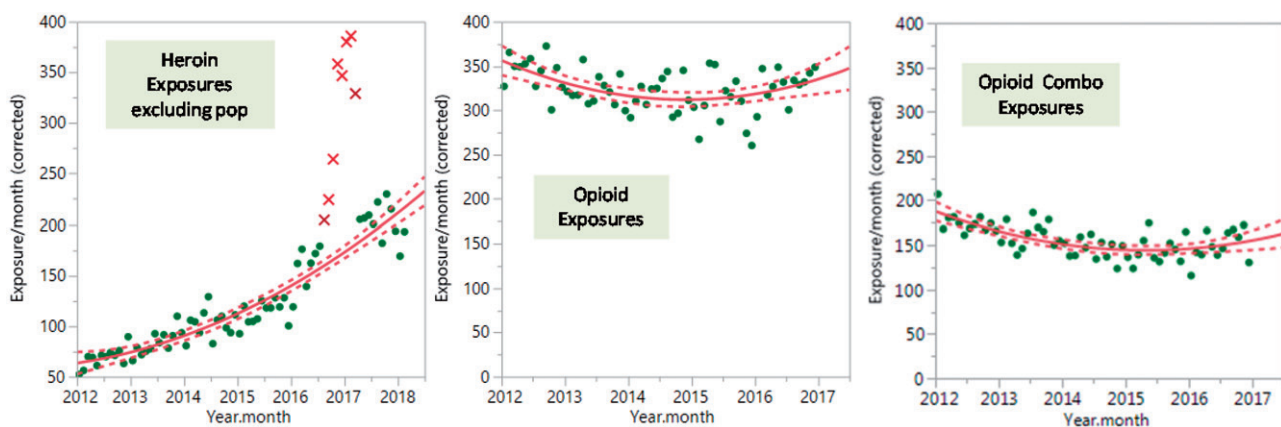 Heroin
Exposures
excluding pop
Exposure/month (corrected)
400
350
300
250
200
150
100
50
2012 2013 2014 2015 2016 2017 2018
Year.month
Opioid
Exposures
Exposure/month (corrected)
400
350
300
250
200
150
100
50
0
2012 2013 2014 2015 2016 2017
Year.month
Opioid Combo
Exposures
Exposure/month (corrected)
400
350
300
250
200
150
100
50
0
2012 2013 2014 2015 2016 2017
Year.month